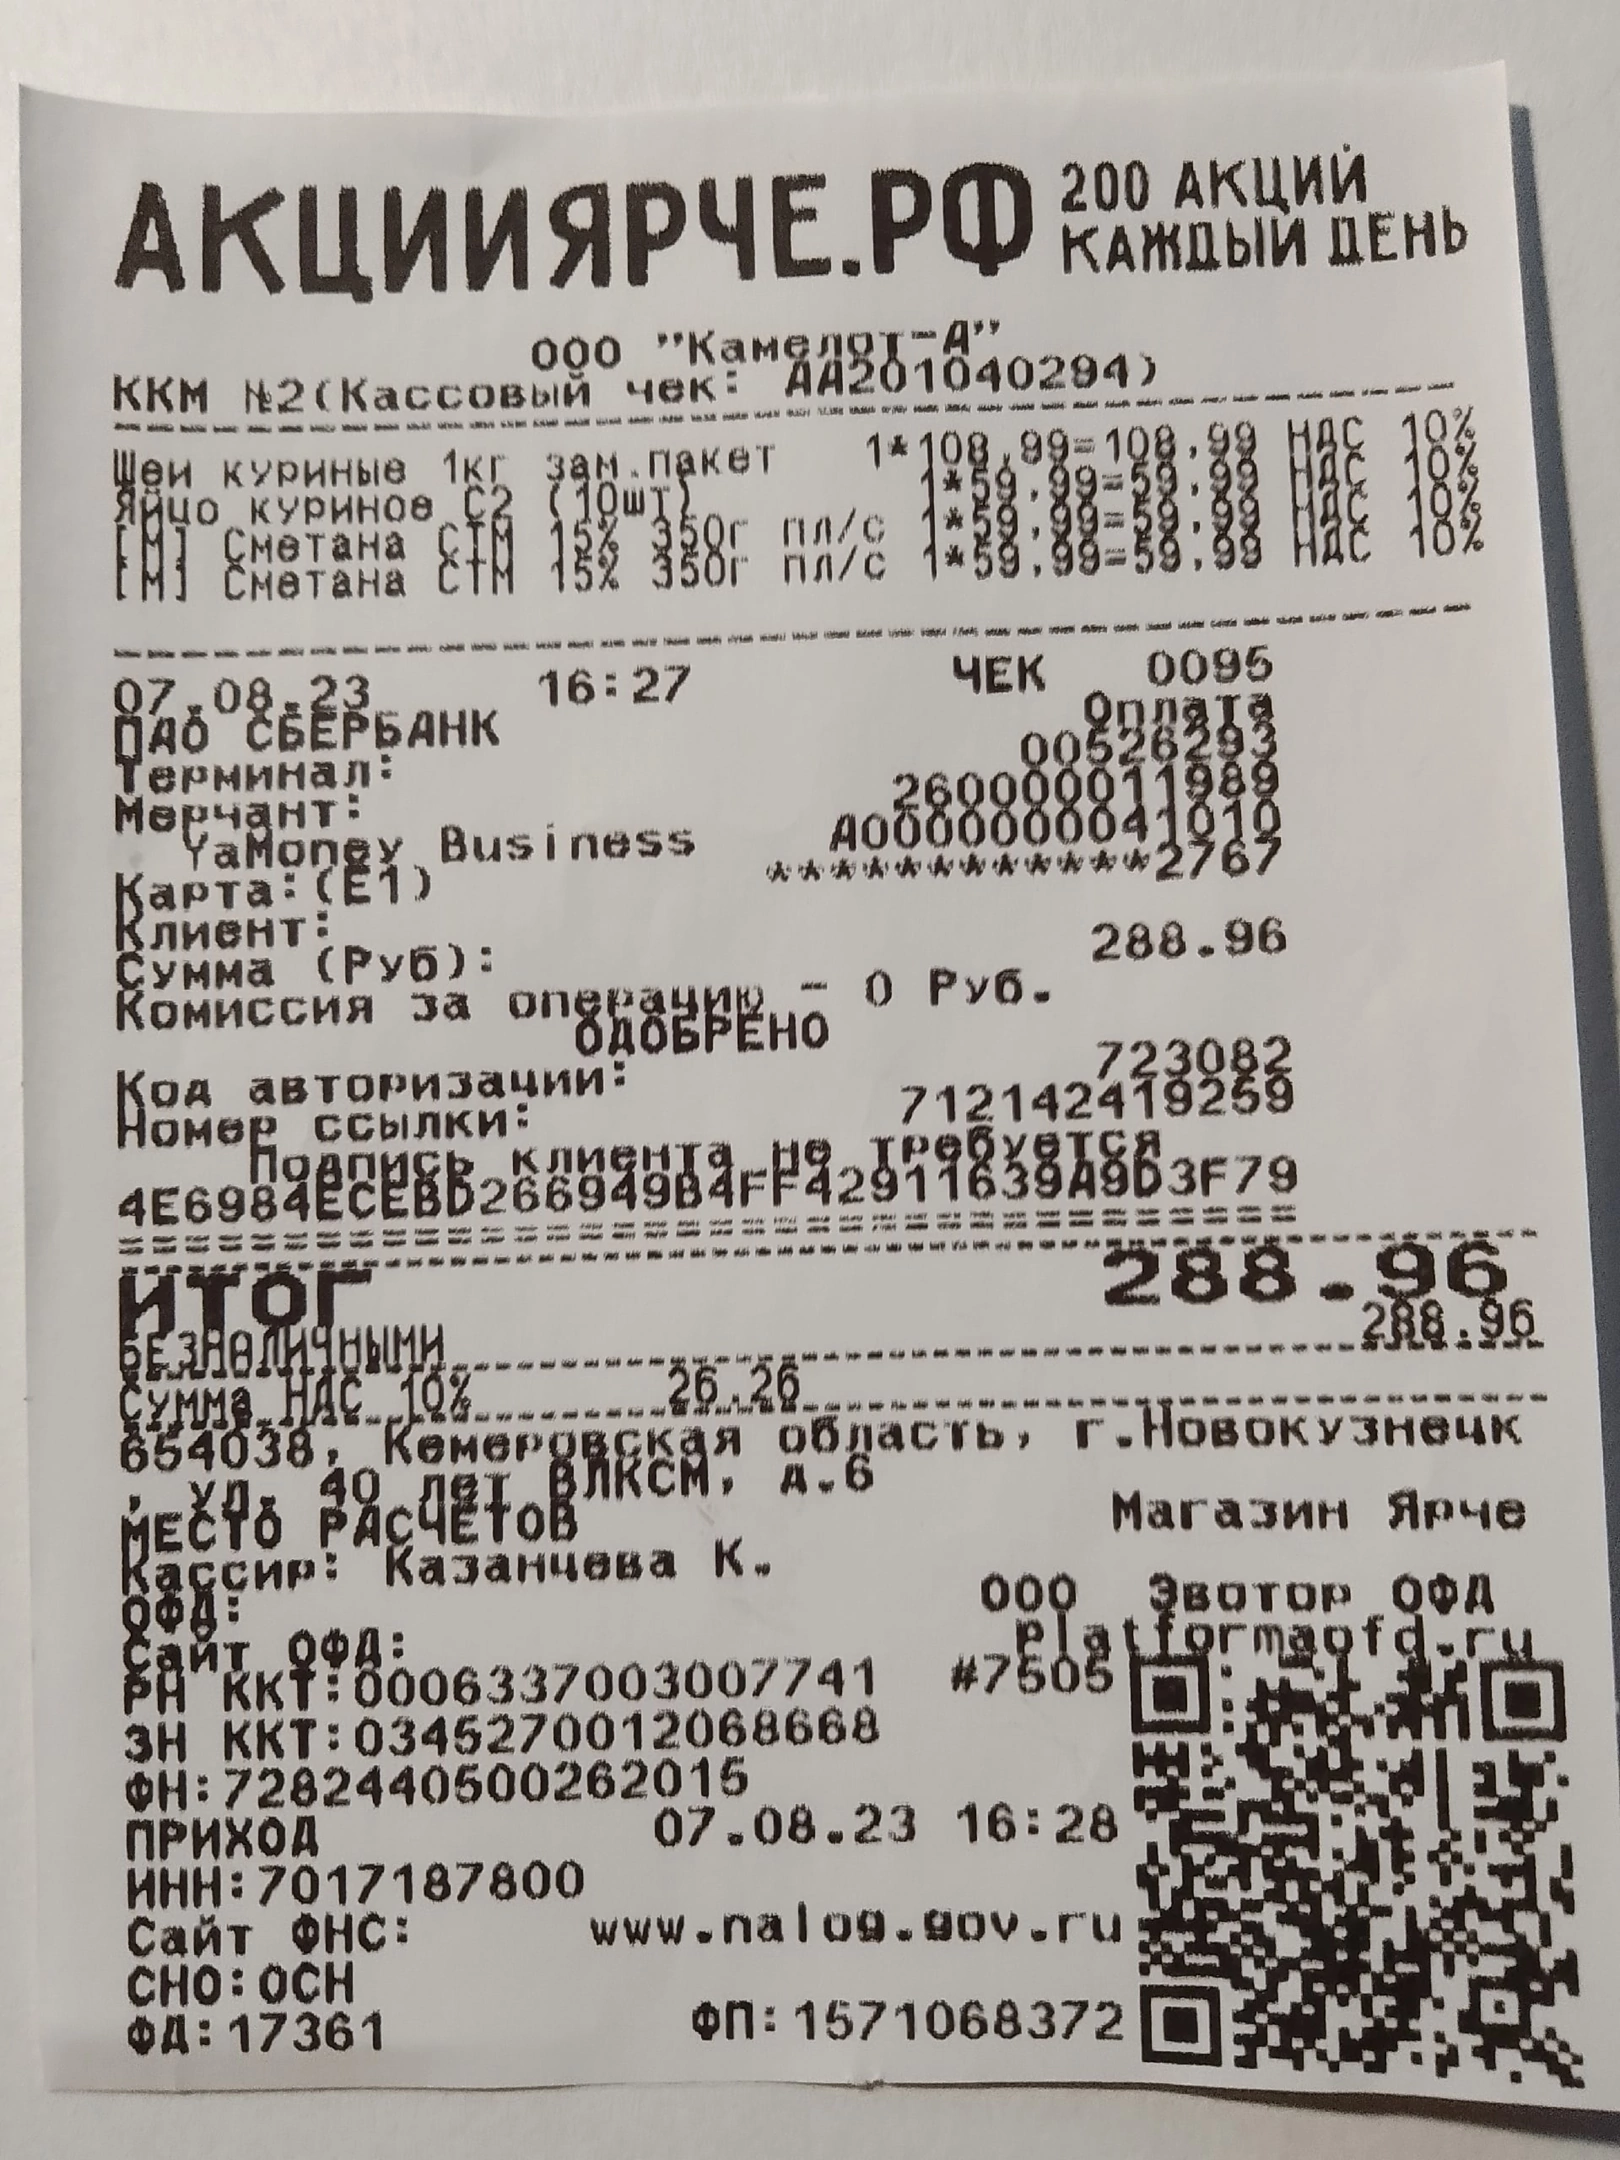 АКЦИИЯРЧЕ.РФ 200 АКЦИЙ
КАЖДЫЙ ДЕНЬ
ООО "Камелот-А"
ККМ №2(Кассовый чек: АА201040294)
Шеи куриные 1кг зам.пакет 1*108.99=108.99 НДС 10%
Яйцо куриное С2 (10шт) 1*59.99=59.99 НДС 10%
[М] Сметана СТМ 15% 350г пл/с 1*59.99=59.99 НДС 10%
[М] Сметана СТМ 15% 350г пл/с 1*59.99=59.99 НДС 10%
07.08.23 16:27 ЧЕК 0095
ПАО СБЕРБАНК Оплата
Терминал: 00526293
Мерчант: 260000011989
YaMoney Business A0000000041010
Карта:(E1) ************2767
Клиент:
Сумма (Руб): 288.96
Комиссия за операцию - 0 Руб.
ОДОБРЕНО
Код авторизации: 723082
Номер ссылки: 712142419259
Подпись клиента не требуется
4E6984ECEBD266949B4FF42911639A9D3F79
ИТОГ 288.96
БЕЗНАЛИЧНЫМИ 288.96
Сумма НДС 10% 26.26
654038, Кемеровская область, г.Новокузнецк
, ул. 40 лет ВЛКСМ, д.6
МЕСТО РАСЧЕТОВ Магазин Ярче
Кассир: Казанцева К.
ОФД: ООО Эвотор ОФД
Сайт ОФД: platformaofd.ru
РН ККТ:0006337003007741 #7505
ЗН ККТ:0345270012068668
ФН:7282440500262015
ПРИХОД 07.08.23 16:28
ИНН:7017187800
Сайт ФНС: www.nalog.gov.ru
СНО:ОСН
ФД:17361 ФП:1571068372